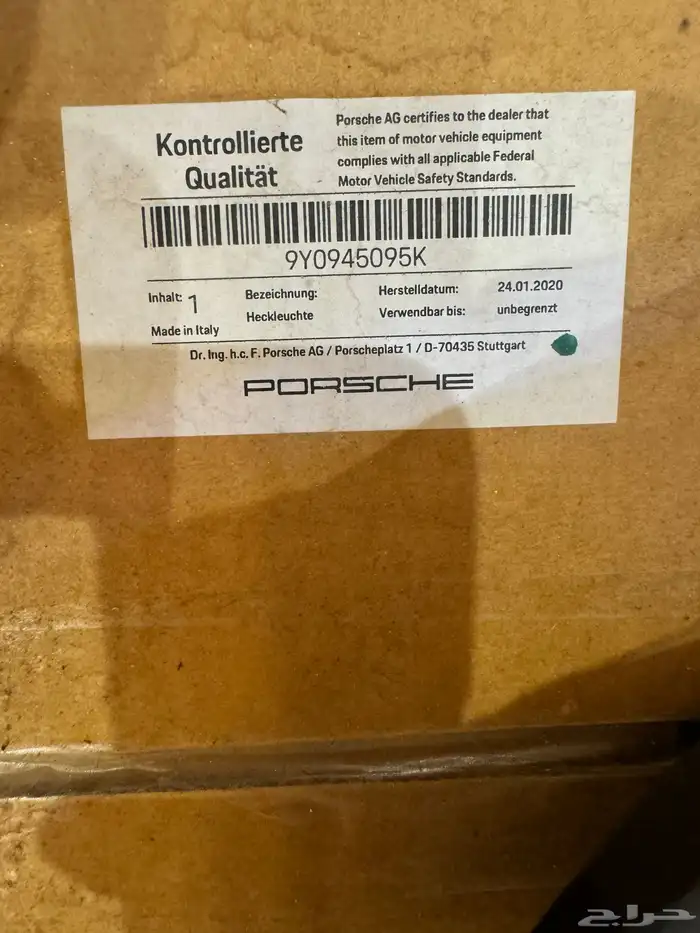 Kontrollierte
Qualität
Porsche AG certifies to the dealer that
this item of motor vehicle equipment
complies with all applicable Federal
Motor Vehicle Safety Standards.
9Y0945095K
Inhalt: 1
Made in Italy
Bezeichnung:
Heckleuchte
Herstelldatum: 24.01.2020
Verwendbar bis: unbegrenzt
Dr. Ing. h.c. F. Porsche AG / Porscheplatz 1 / D-70435 Stuttgart
PORSCHE
حراج